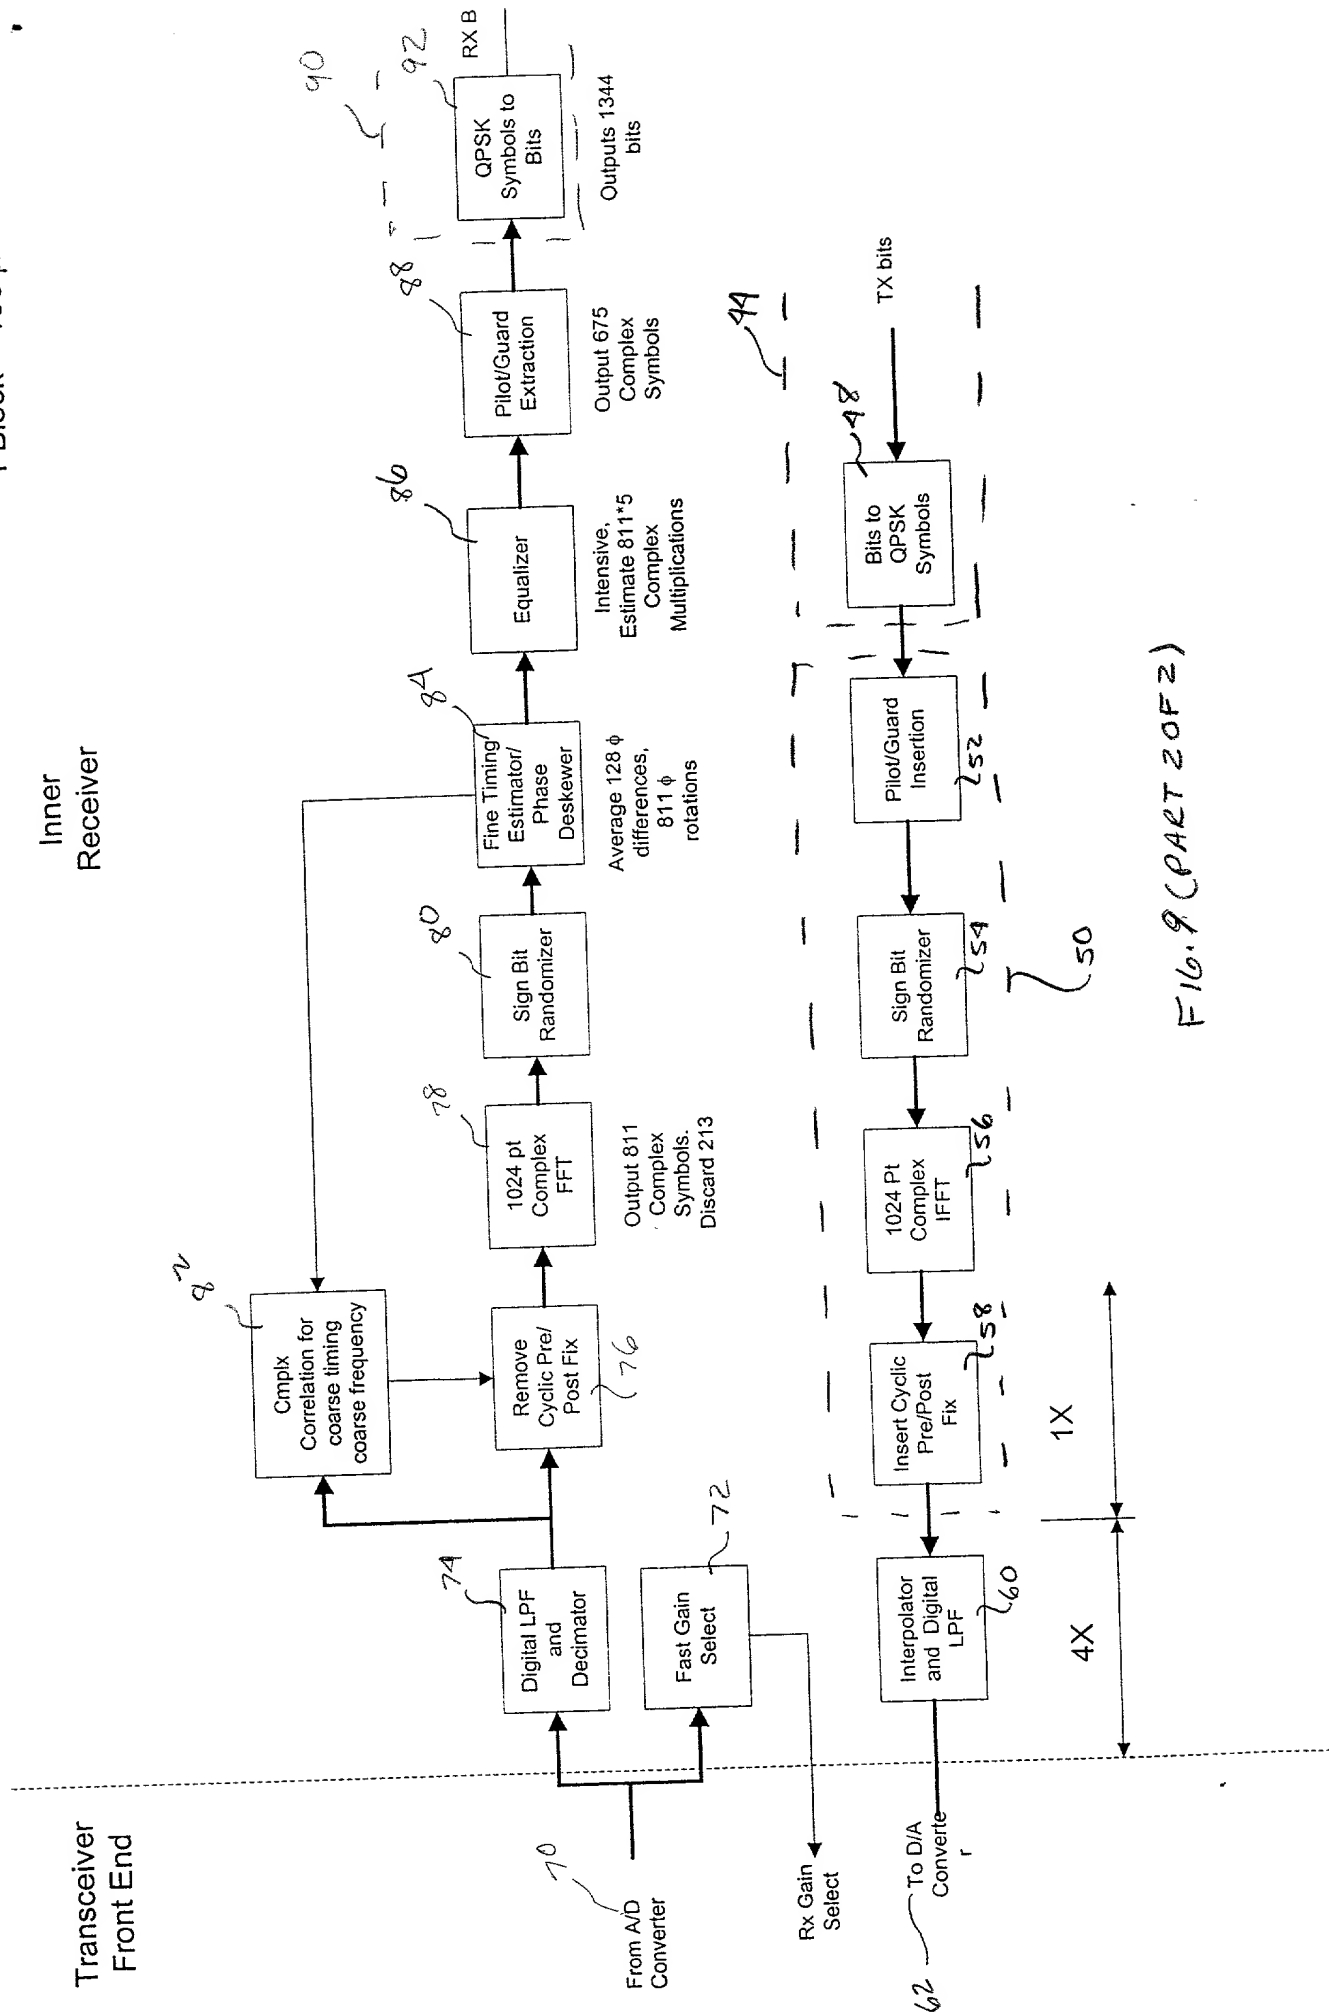 Transceiver
Front End
Inner
Receiver
1 Block
90
92
RX B
QPSK
Symbols to
Bits
Outputs 1344
bits
88
Pilot/Guard
Extraction
Output 675
Complex
Symbols
86
Equalizer
Intensive,
Estimate 811*5
Complex
Multiplications
84
Fine Timing
Estimator/
Phase
Deskewer
Average 128 ϕ
differences,
811 ϕ
rotations
80
Sign Bit
Randomizer
78
1024 pt
Complex
FFT
Output 811
Complex
Symbols.
Discard 213
82
Cmplx
Correlation for
coarse timing
coarse frequency
Remove
Cyclic Pre/
Post Fix
76
74
Digital LPF
and
Decimator
72
Fast Gain
Select
70
From A/D
Converter
Rx Gain
Select
62
To D/A
Converte
r
Interpolator
and Digital
LPF
60
Insert Cyclic
Pre/Post
Fix
58
1024 Pt
Complex
IFFT
56
Sign Bit
Randomizer
54
Pilot/Guard
Insertion
52
Bits to
QPSK
Symbols
48
TX bits
44
50
4X
1X
FIG. 9 (PART 2 OF 2)